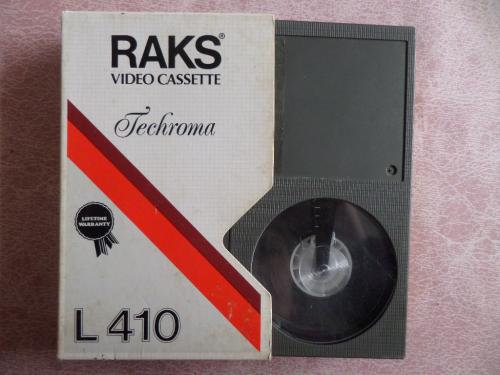 RAKS®
VIDEO CASSETTE
Techroma
LIFETIME
WARRANTY
L 410